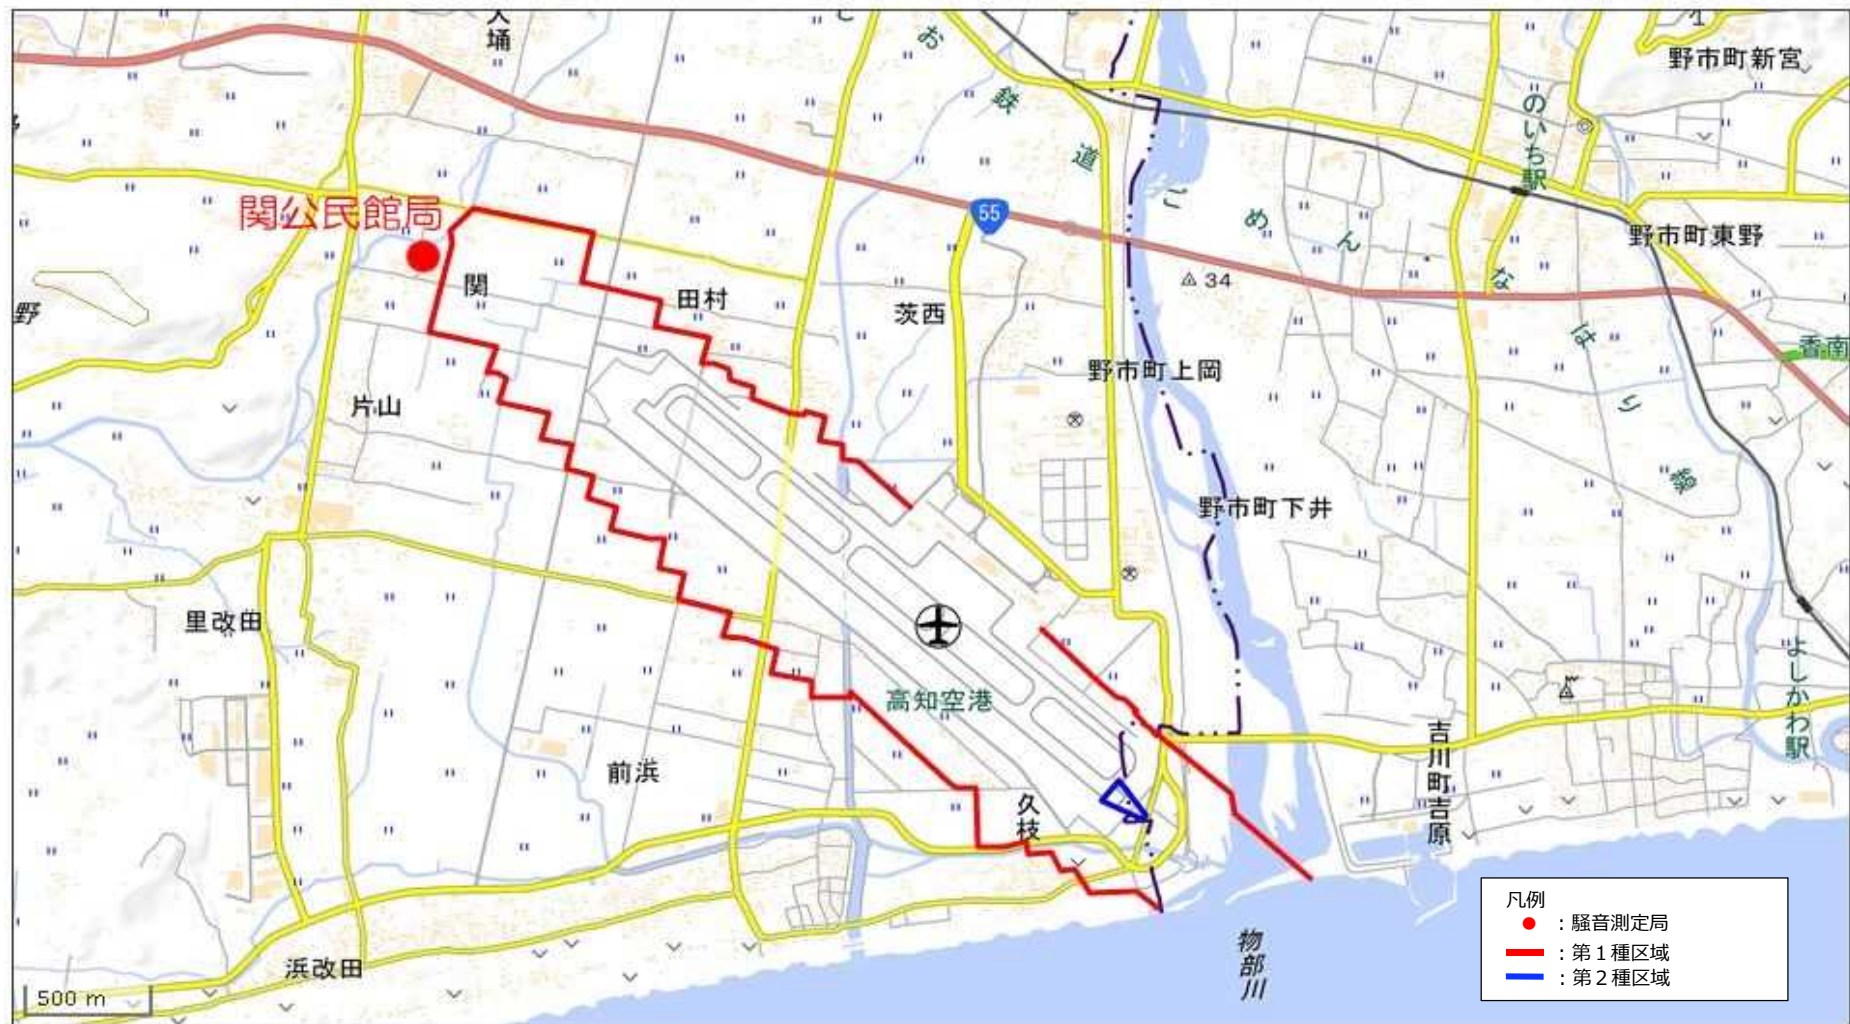 野市町新宮
お
鉄
道
ごめん
な
はり
線
のいち駅
関公民館局
55
野市町東野
関
田村
茨西
34
野
野市町上岡
香南
片山
野市町下井
里改田
高知空港
よしかわ駅
吉川町吉原
前浜
久枝
物部川
浜改田
500 m
凡例
：騒音測定局
：第１種区域
：第２種区域